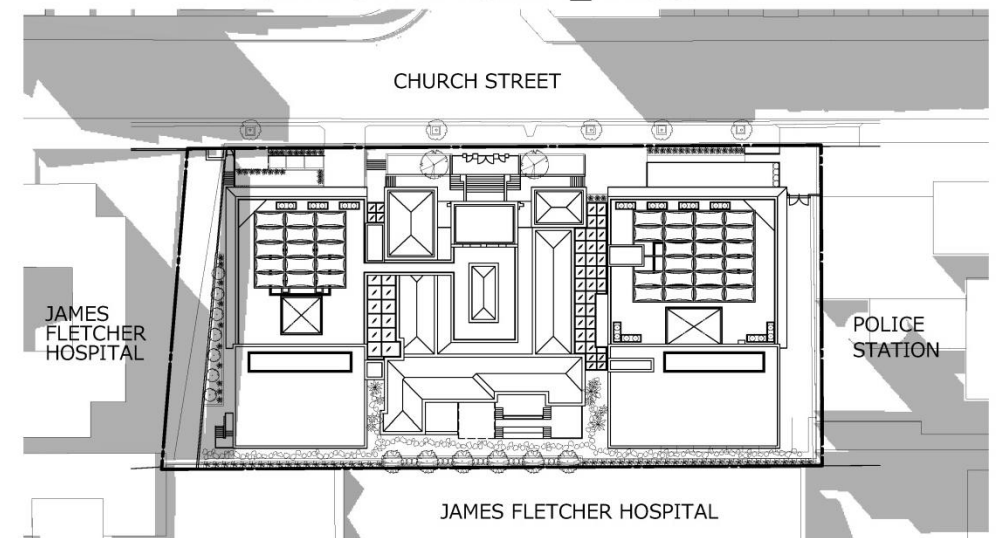 CHURCH STREET
JAMES
FLETCHER
HOSPITAL
POLICE
STATION
JAMES FLETCHER HOSPITAL